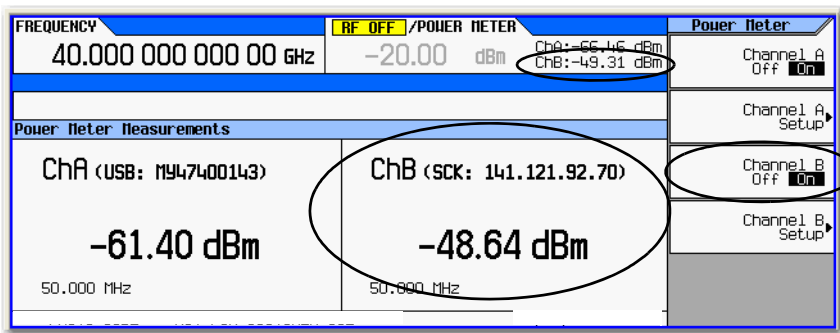 FREQUENCY
40.000 000 000 00 GHz
RF OFF /POWER METER
-20.00 dBm
ChA:-66.46 dBm
ChB:-49.31 dBm
Power Meter
Channel A
Off On
Channel A
Setup
Channel B
Off On
Channel B
Setup
Power Meter Measurements
ChA (USB: MY47400143)
-61.40 dBm
50.000 MHz
ChB (SCK: 141.121.92.70)
-48.64 dBm
50.000 MHz